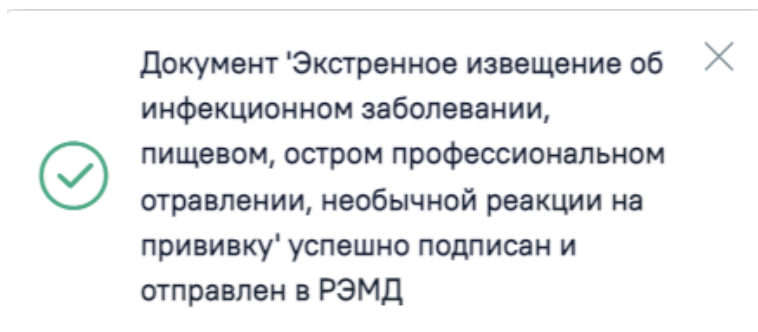 Документ 'Экстренное извещение об
инфекционном заболевании,
пищевом, остром профессиональном
отравлении, необычной реакции на
прививку' успешно подписан и
отправлен в РЭМД